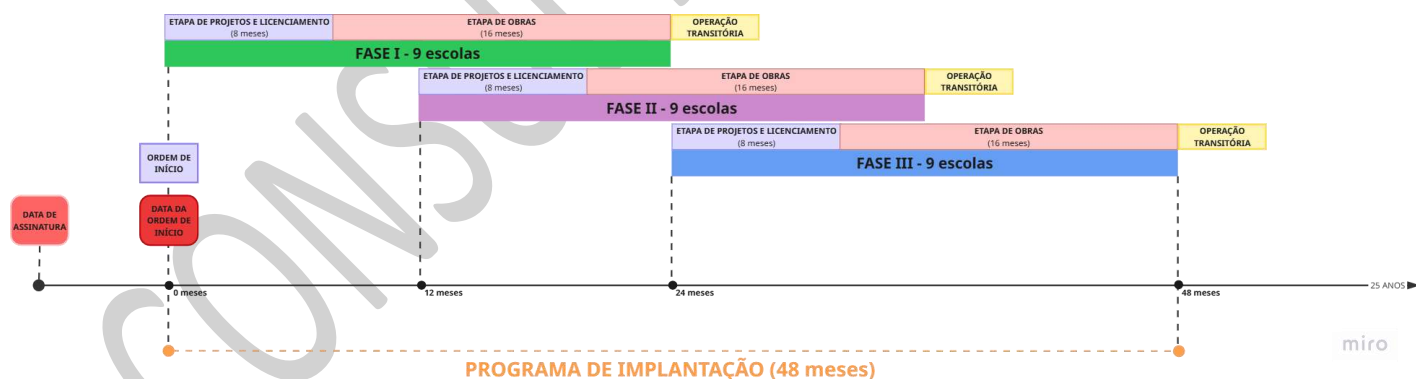 ETAPA DE PROJETOS E LICENCIAMENTO
(8 meses)
ETAPA DE OBRAS
(16 meses)
OPERAÇÃO
TRANSITÓRIA
FASE I - 9 escolas
ETAPA DE PROJETOS E LICENCIAMENTO
(8 meses)
ETAPA DE OBRAS
(16 meses)
OPERAÇÃO
TRANSITÓRIA
FASE II - 9 escolas
ETAPA DE PROJETOS E LICENCIAMENTO
(8 meses)
ETAPA DE OBRAS
(16 meses)
OPERAÇÃO
TRANSITÓRIA
FASE III - 9 escolas
ORDEM DE
INÍCIO
DATA DE
ASSINATURA
DATA DA
ORDEM DE
INÍCIO
0 meses
12 meses
24 meses
48 meses
25 ANOS
PROGRAMA DE IMPLANTAÇÃO (48 meses)
miro
CONSU